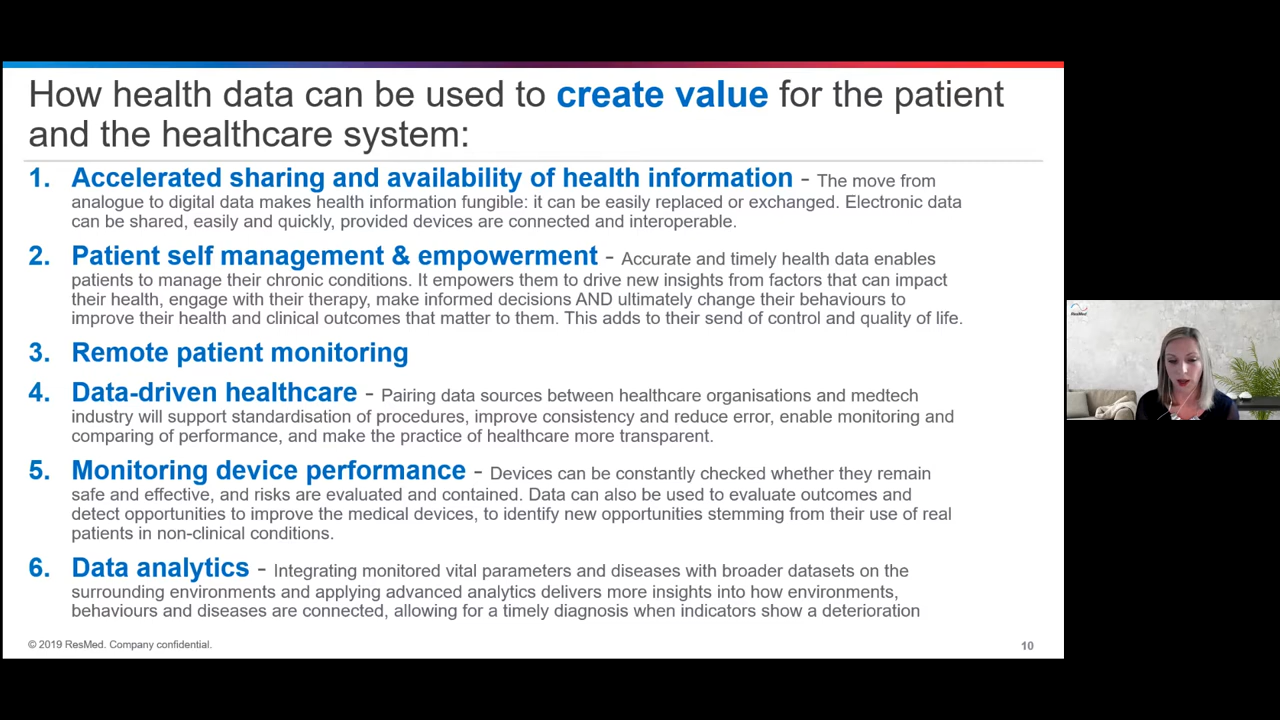 How health data can be used to create value for the patient
and the healthcare system:
1. Accelerated sharing and availability of health information - The move from
analogue to digital data makes health information fungible: it can be easily replaced or exchanged. Electronic data
can be shared, easily and quickly, provided devices are connected and interoperable.
2. Patient self management & empowerment - Accurate and timely health data enables
patients to manage their chronic conditions. It empowers them to drive new insights from factors that can impact
their health, engage with their therapy, make informed decisions AND ultimately change their behaviours to
improve their health and clinical outcomes that matter to them. This adds to their send of control and quality of life.
3. Remote patient monitoring
4. Data-driven healthcare - Pairing data sources between healthcare organisations and medtech
industry will support standardisation of procedures, improve consistency and reduce error, enable monitoring and
comparing of performance, and make the practice of healthcare more transparent.
5. Monitoring device performance - Devices can be constantly checked whether they remain
safe and effective, and risks are evaluated and contained. Data can also be used to evaluate outcomes and
detect opportunities to improve the medical devices, to identify new opportunities stemming from their use of real
patients in non-clinical conditions.
6. Data analytics - Integrating monitored vital parameters and diseases with broader datasets on the
surrounding environments and applying advanced analytics delivers more insights into how environments,
behaviours and diseases are connected, allowing for a timely diagnosis when indicators show a deterioration
© 2019 ResMed. Company confidential.
10
ResMed